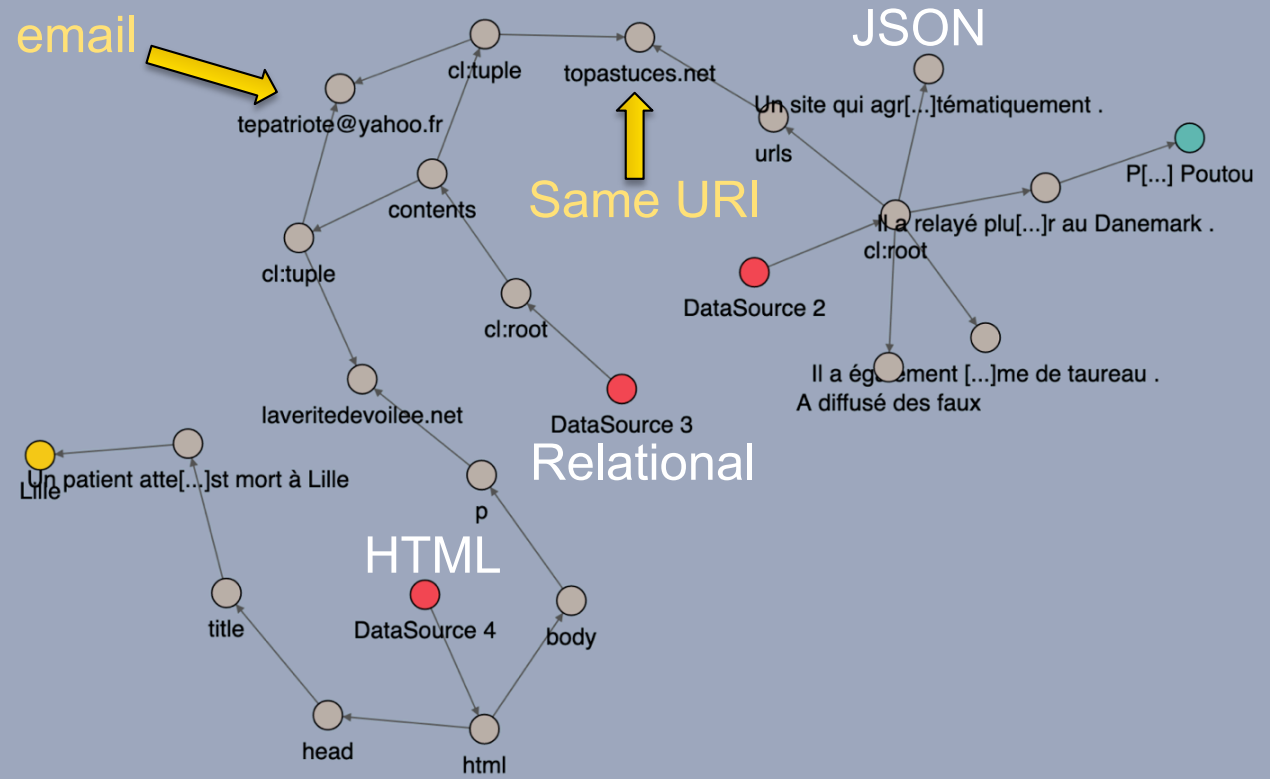 email
JSON
cl:tuple
topastuces.net
Un site qui agr[...]tématiquement .
tepatriote@yahoo.fr
urls
P[...] Poutou
Same URI
contents
Il a relayé plu[...]r au Danemark .
cl:root
cl:tuple
DataSource 2
cl:root
Il a également [...]me de taureau .
A diffusé des faux
laveritedevoilee.net
DataSource 3
Relational
Un patient atte[...]st mort à Lille
Lille
p
HTML
DataSource 4
title
body
head
html